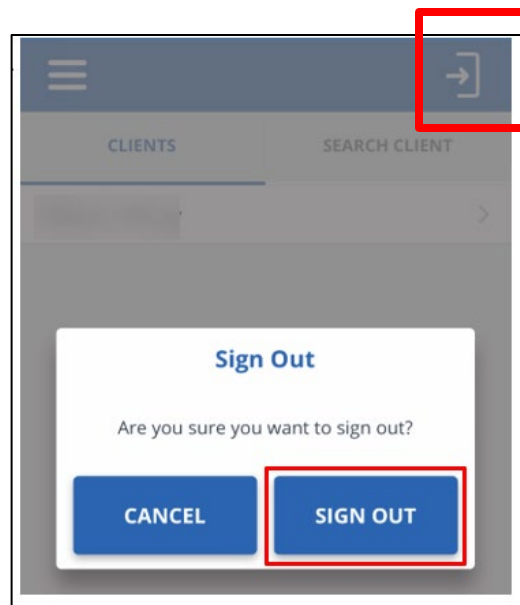 CLIENTS SEARCH CLIENT
Sign Out
Are you sure you want to sign out?
CANCEL SIGN OUT